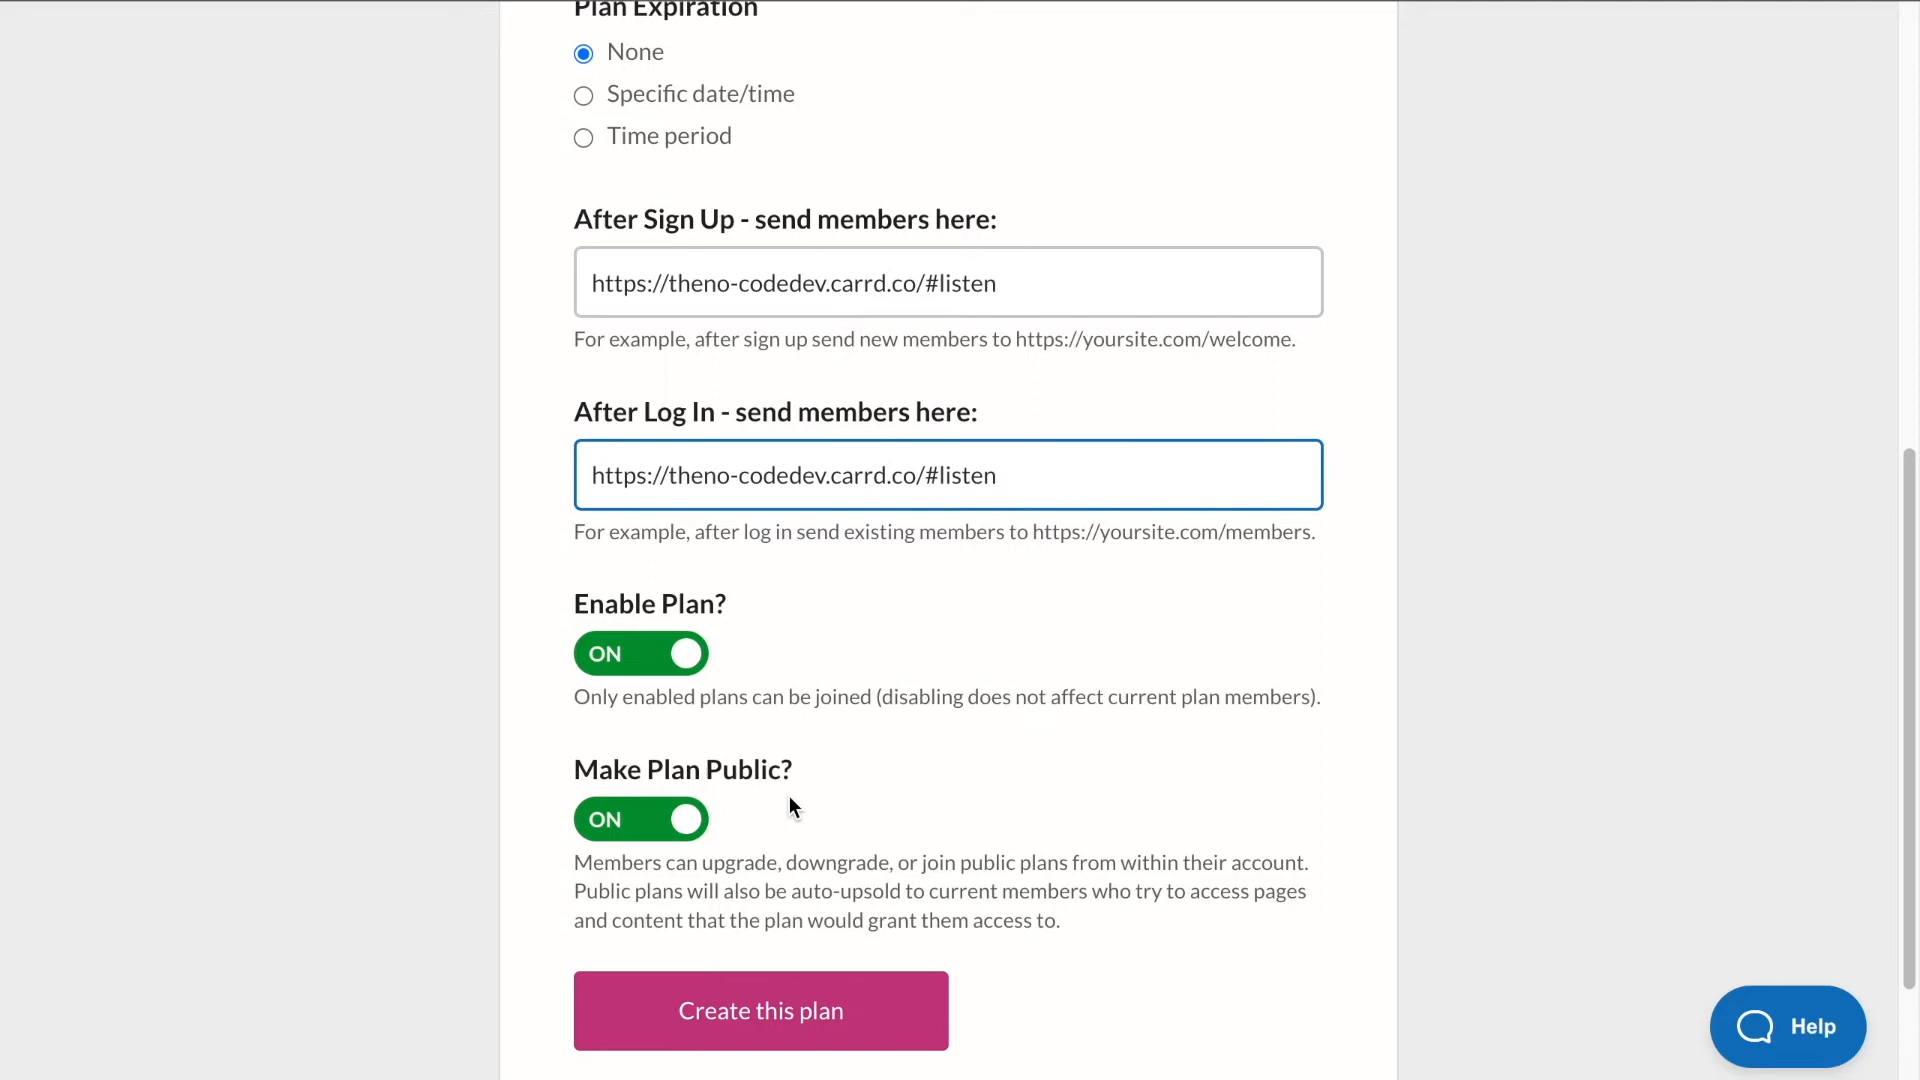 Plan Expiration
None
Specific date/time
Time period
After Sign Up - send members here:
https://theno-codedev.carrd.co/#listen
For example, after sign up send new members to https://yoursite.com/welcome.
After Log In - send members here:
https://theno-codedev.carrd.co/#listen
For example, after log in send existing members to https://yoursite.com/members.
Enable Plan?
ON
Only enabled plans can be joined (disabling does not affect current plan members).
Make Plan Public?
ON
Members can upgrade, downgrade, or join public plans from within their account.
Public plans will also be auto-upsold to current members who try to access pages
and content that the plan would grant them access to.
Create this plan
Help